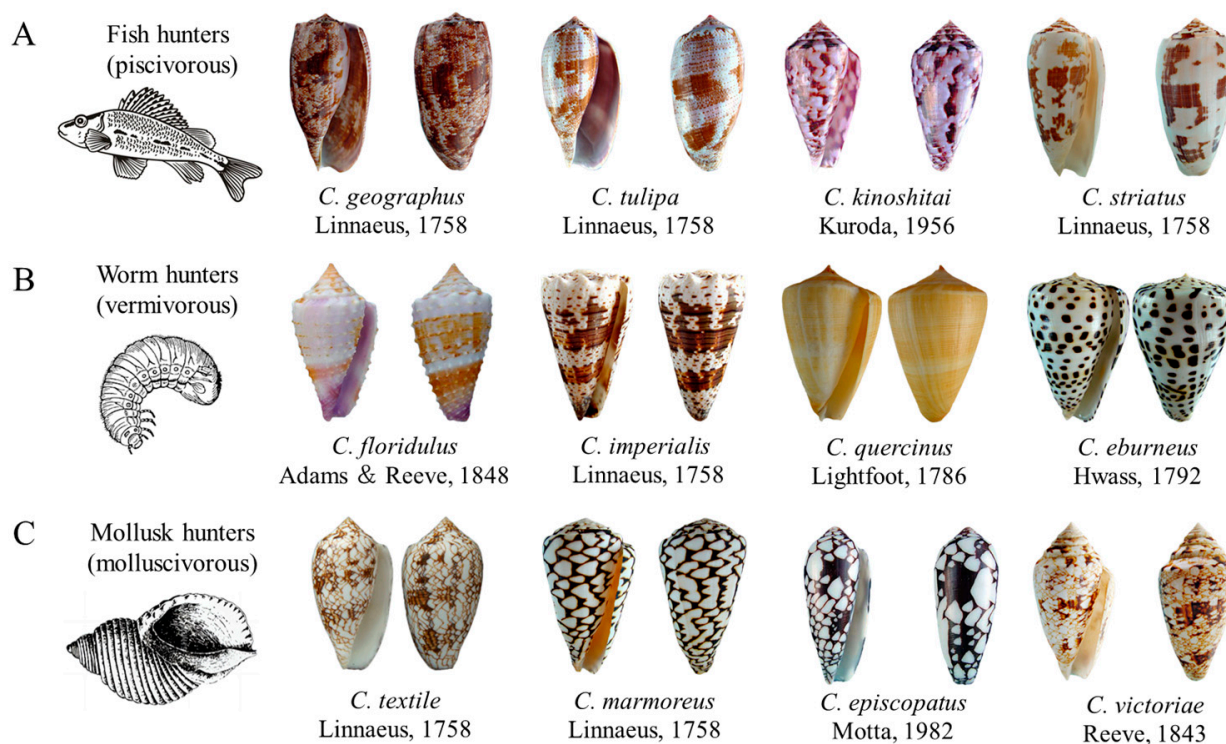 A
Fish hunters
(piscivorous)
C. geographus
Linnaeus, 1758
C. tulipa
Linnaeus, 1758
C. kinoshitai
Kuroda, 1956
C. striatus
Linnaeus, 1758
B
Worm hunters
(vermivorous)
C. floridulus
Adams & Reeve, 1848
C. imperialis
Linnaeus, 1758
C. quercinus
Lightfoot, 1786
C. eburneus
Hwass, 1792
C
Mollusk hunters
(molluscivorous)
C. textile
Linnaeus, 1758
C. marmoreus
Linnaeus, 1758
C. episcopatus
Motta, 1982
C. victoriae
Reeve, 1843